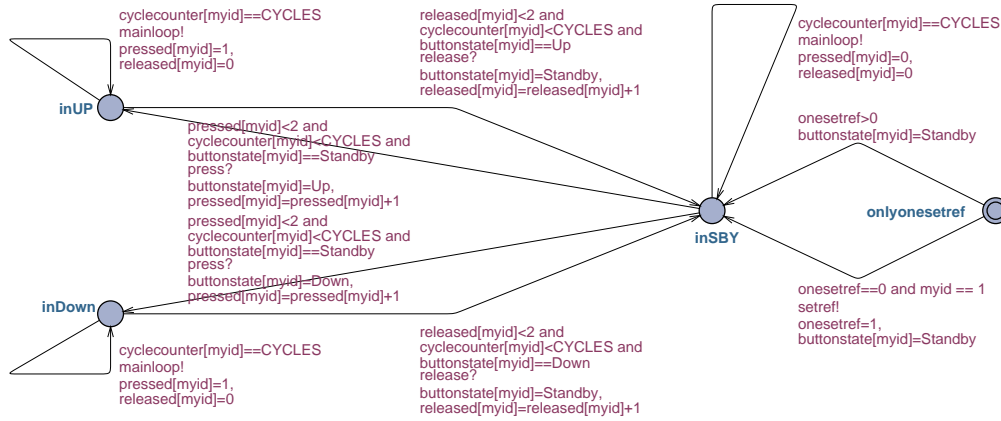 cyclecounter[myid]==CYCLES
mainloop!
pressed[myid]=1,
released[myid]=0
inUP
released[myid]<2 and
cyclecounter[myid]<CYCLES and
buttonstate[myid]==Up
release?
buttonstate[myid]=Standby,
released[myid]=released[myid]+1
cyclecounter[myid]==CYCLES
mainloop!
pressed[myid]=0,
released[myid]=0
pressed[myid]<2 and
cyclecounter[myid]<CYCLES and
buttonstate[myid]==Standby
press?
buttonstate[myid]=Up,
pressed[myid]=pressed[myid]+1
onesetref>0
buttonstate[myid]=Standby
onlyonesetref
inSBY
pressed[myid]<2 and
cyclecounter[myid]<CYCLES and
buttonstate[myid]==Standby
press?
buttonstate[myid]=Down,
pressed[myid]=pressed[myid]+1
inDown
onesetref==0 and myid == 1
setref!
onesetref=1,
buttonstate[myid]=Standby
cyclecounter[myid]==CYCLES
mainloop!
pressed[myid]=1,
released[myid]=0
released[myid]<2 and
cyclecounter[myid]<CYCLES and
buttonstate[myid]==Down
release?
buttonstate[myid]=Standby,
released[myid]=released[myid]+1